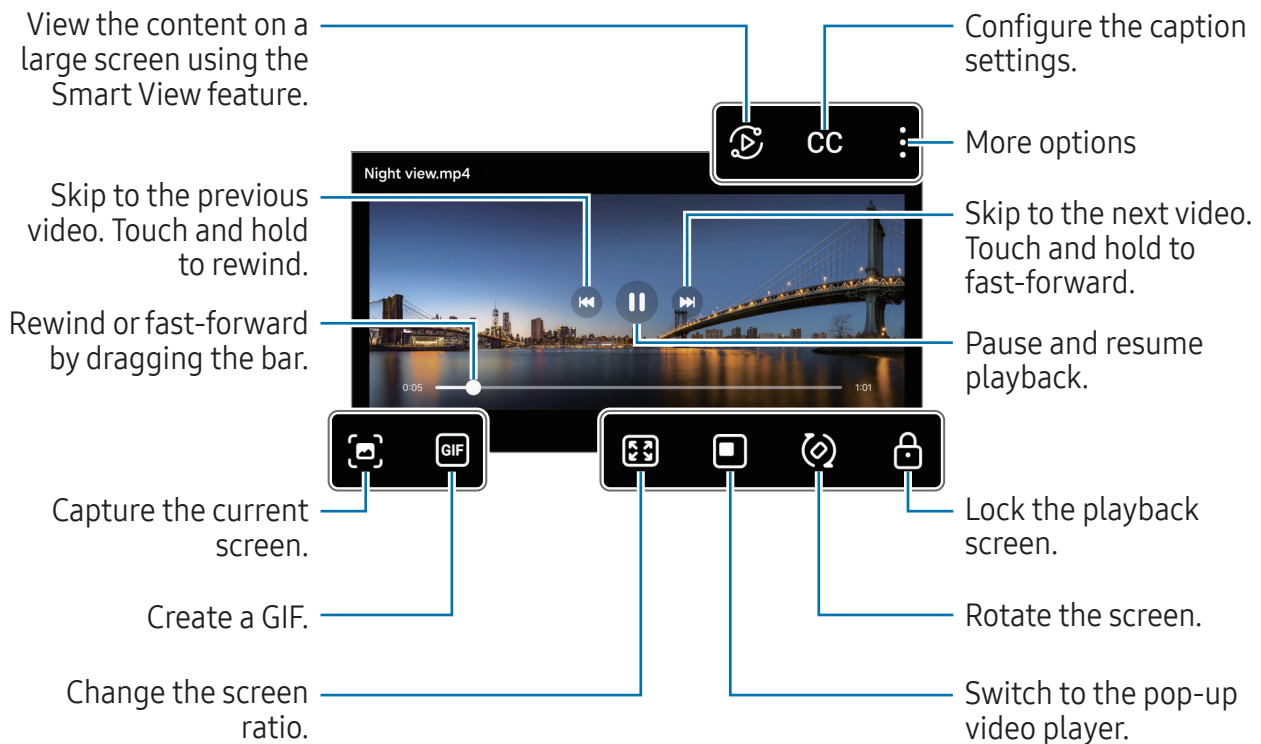 View the content on a
large screen using the
Smart View feature.
Configure the caption
settings.
CC
More options
Night view.mp4
Skip to the previous
video. Touch and hold
to rewind.
Skip to the next video.
Touch and hold to
fast-forward.
Rewind or fast-forward
by dragging the bar.
Pause and resume
playback.
0:05
1:01
GIF
Capture the current
screen.
Lock the playback
screen.
Create a GIF.
Rotate the screen.
Change the screen
ratio.
Switch to the pop-up
video player.